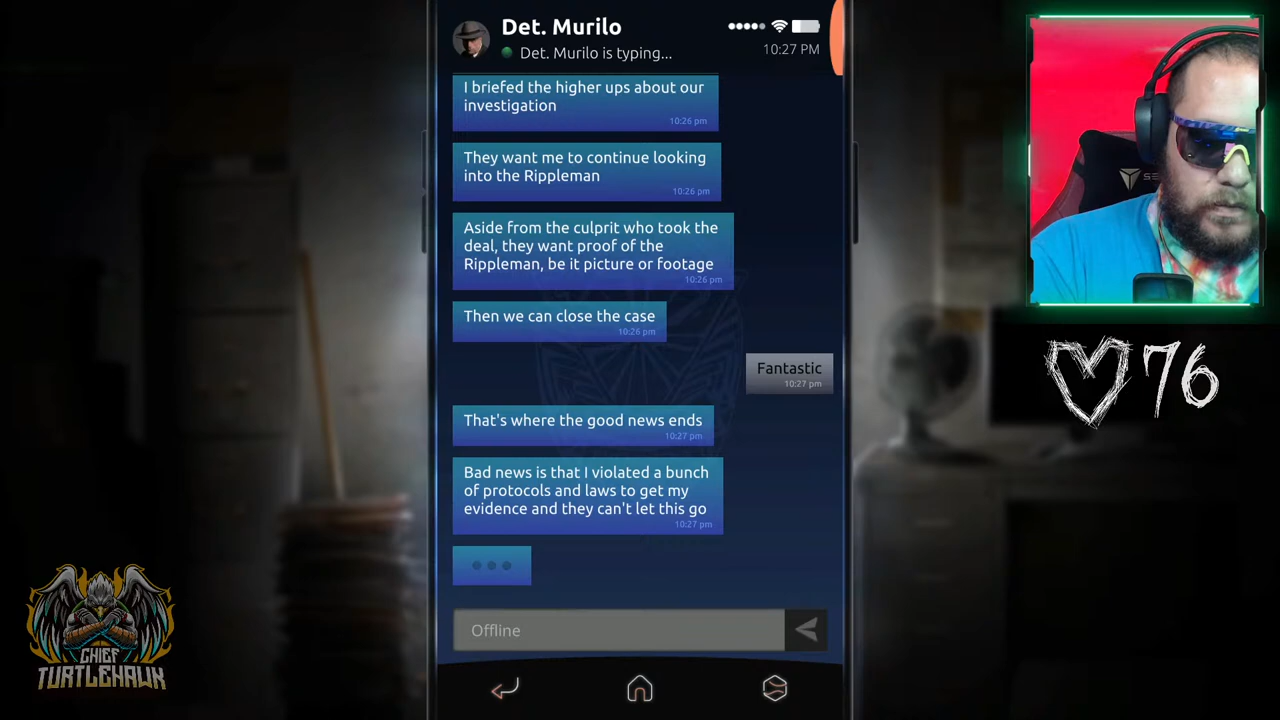 Det. Murilo
Det. Murilo is typing...
10:27 PM
I briefed the higher ups about our
investigation
10:26 pm
They want me to continue looking
into the Rippleman
10:26 pm
Aside from the culprit who took the
deal, they want proof of the
Rippleman, be it picture or footage
10:26 pm
Then we can close the case
10:26 pm
Fantastic
10:27 pm
That's where the good news ends
10:27 pm
Bad news is that I violated a bunch
of protocols and laws to get my
evidence and they can't let this go
10:27 pm
Offline
76
CHIEF
TURTLEHAWK